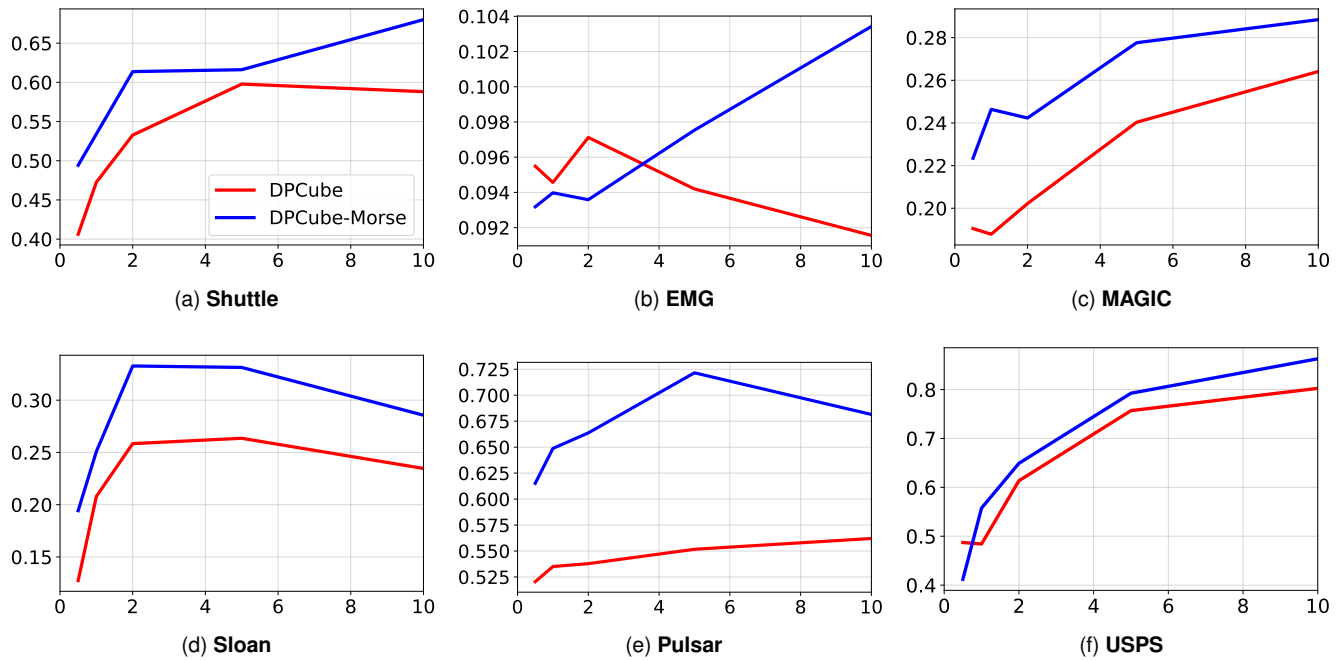 0.65
0.60
0.55
0.50
0.45
0.40
0 2 4 6 8 10
DPCube
DPCube-Morse
(a) Shuttle
0.104
0.102
0.100
0.098
0.096
0.094
0.092
0 2 4 6 8 10
(b) EMG
0.28
0.26
0.24
0.22
0.20
0 2 4 6 8 10
(c) MAGIC
0.30
0.25
0.20
0.15
0 2 4 6 8 10
(d) Sloan
0.725
0.700
0.675
0.650
0.625
0.600
0.575
0.550
0.525
0 2 4 6 8 10
(e) Pulsar
0.8
0.7
0.6
0.5
0.4
0 2 4 6 8 10
(f) USPS